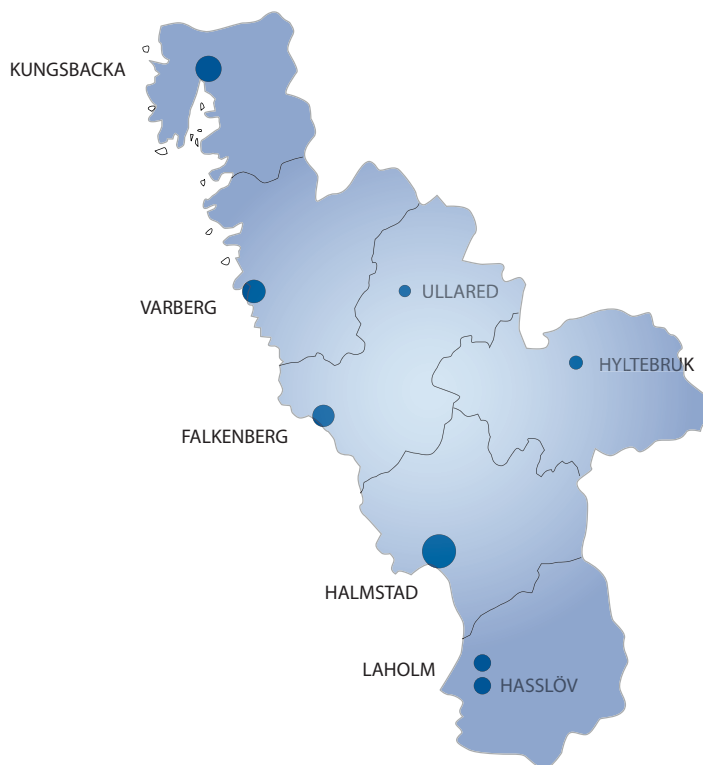 KUNGSBACKA
ULLARED
VARBERG
HYLTEBRUK
FALKENBERG
HALMSTAD
LAHOLM
HASSLÖV